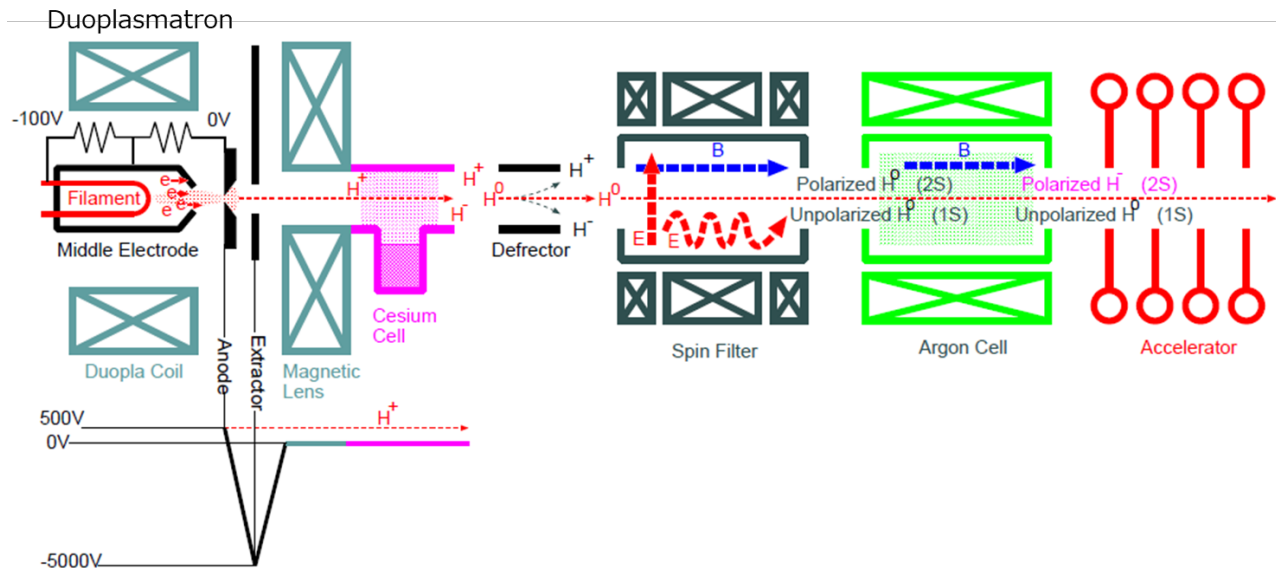 Duoplasmatron
-100V
0V
e-
e-
e-
e
Filament
Middle Electrode
Duopla Coil
Anode
Extractor
Magnetic
Lens
H+
H+
H-
Cesium
Cell
H0
H+
H-
Defrector
H0
B
E
E
Spin Filter
B
Polarized H0 (2S)
Unpolarized H0 (1S)
Argon Cell
Polarized H- (2S)
Unpolarized H0 (1S)
Accelerator
500V
0V
-5000V
H+